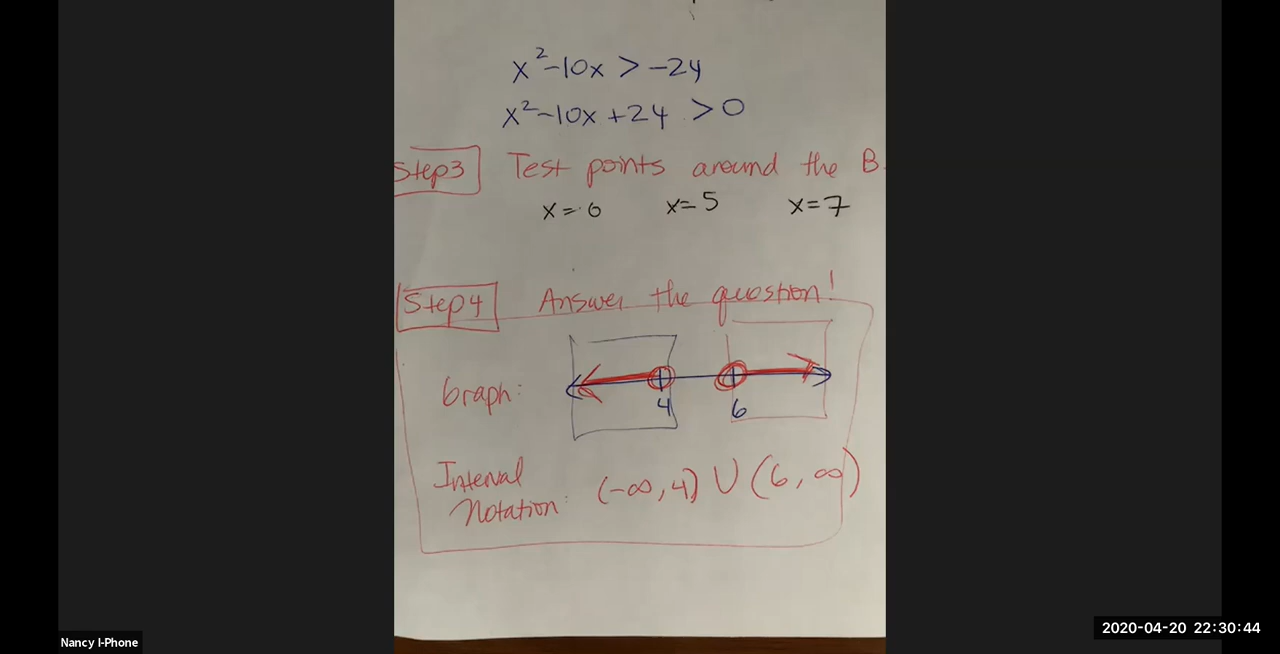 x²-10x > -24
x²-10x +24 > 0
Step3 Test points around the B
x = 0 x=5 x=7
Step4 Answer the question!
Graph:
4 6
Interval
Notation: (-∞,4) ∪ (6,∞)
Nancy I-Phone
2020-04-20 22:30:44